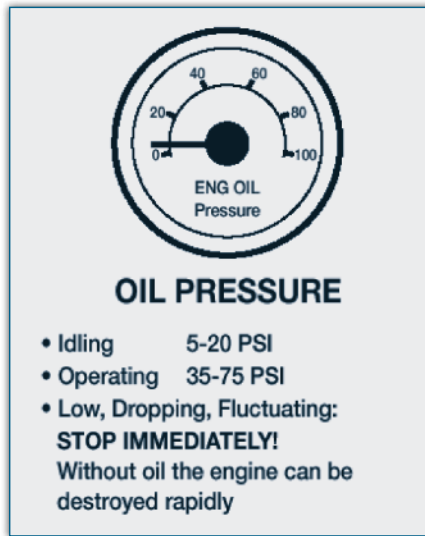 40 60
20 80
0 100
ENG OIL
Pressure
OIL PRESSURE
• Idling 5-20 PSI
• Operating 35-75 PSI
• Low, Dropping, Fluctuating:
STOP IMMEDIATELY!
Without oil the engine can be
destroyed rapidly